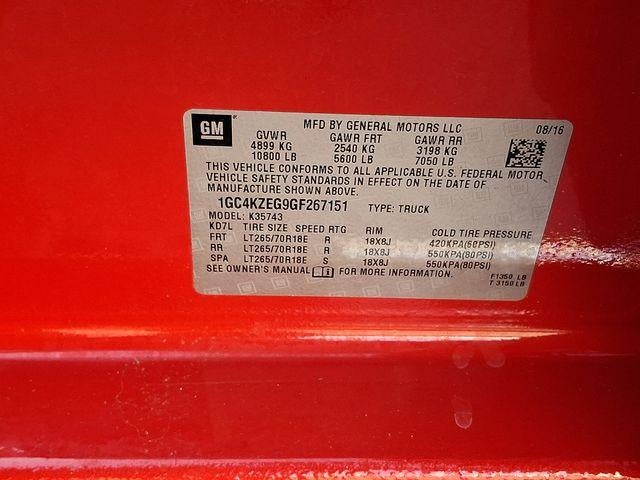 GM
MFD BY GENERAL MOTORS LLC 08/16
GVWR GAWR FRT GAWR RR
4899 KG 2540 KG 3198 KG
10800 LB 5600 LB 7050 LB
THIS VEHICLE CONFORMS TO ALL APPLICABLE U.S. FEDERAL MOTOR
VEHICLE SAFETY STANDARDS IN EFFECT ON THE DATE OF
MANUFACTURE SHOWN ABOVE.
1GC4KZEG9GF267151 TYPE: TRUCK
MODEL: K35743
KD7L TIRE SIZE SPEED RTG RIM COLD TIRE PRESSURE
FRT LT265/70R18E R 18X8J 420KPA(60PSI)
RR LT265/70R18E R 18X8J 550KPA(80PSI)
SPA LT265/70R18E S 18X8J 550KPA(80PSI)
SEE OWNER'S MANUAL FOR MORE INFORMATION.
F1350 LB
T 3150 LB